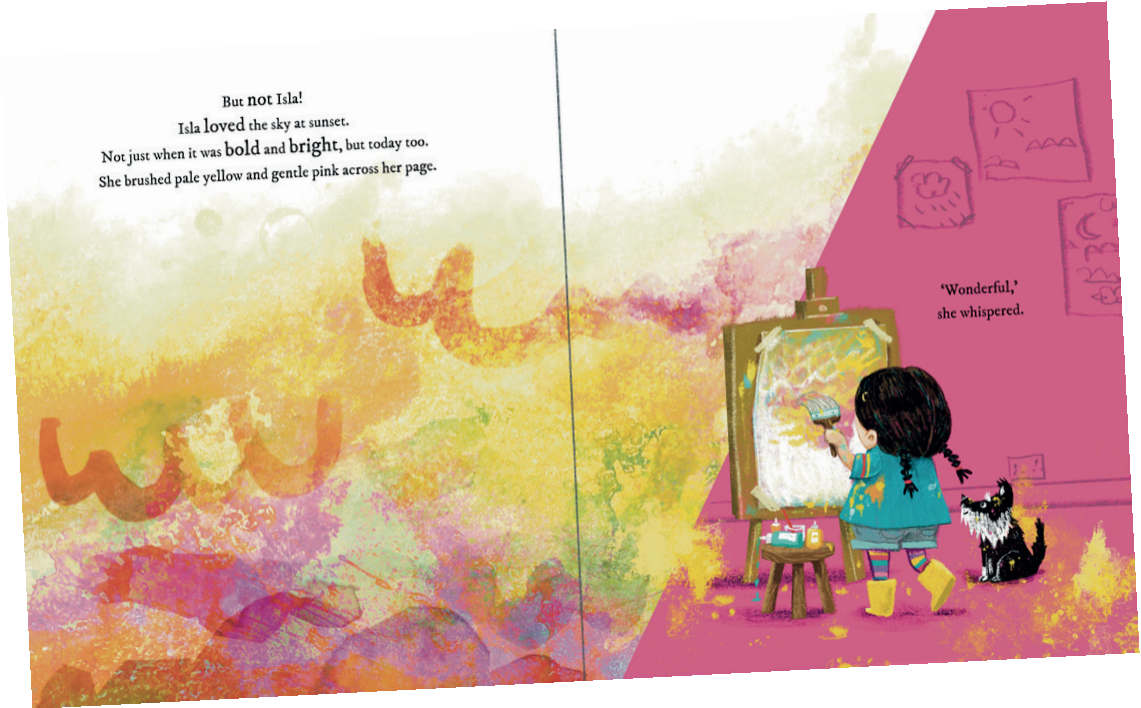 But not Isla!
Isla loved the sky at sunset.
Not just when it was bold and bright, but today too.
She brushed pale yellow and gentle pink across her page.
‘Wonderful,’
she whispered.